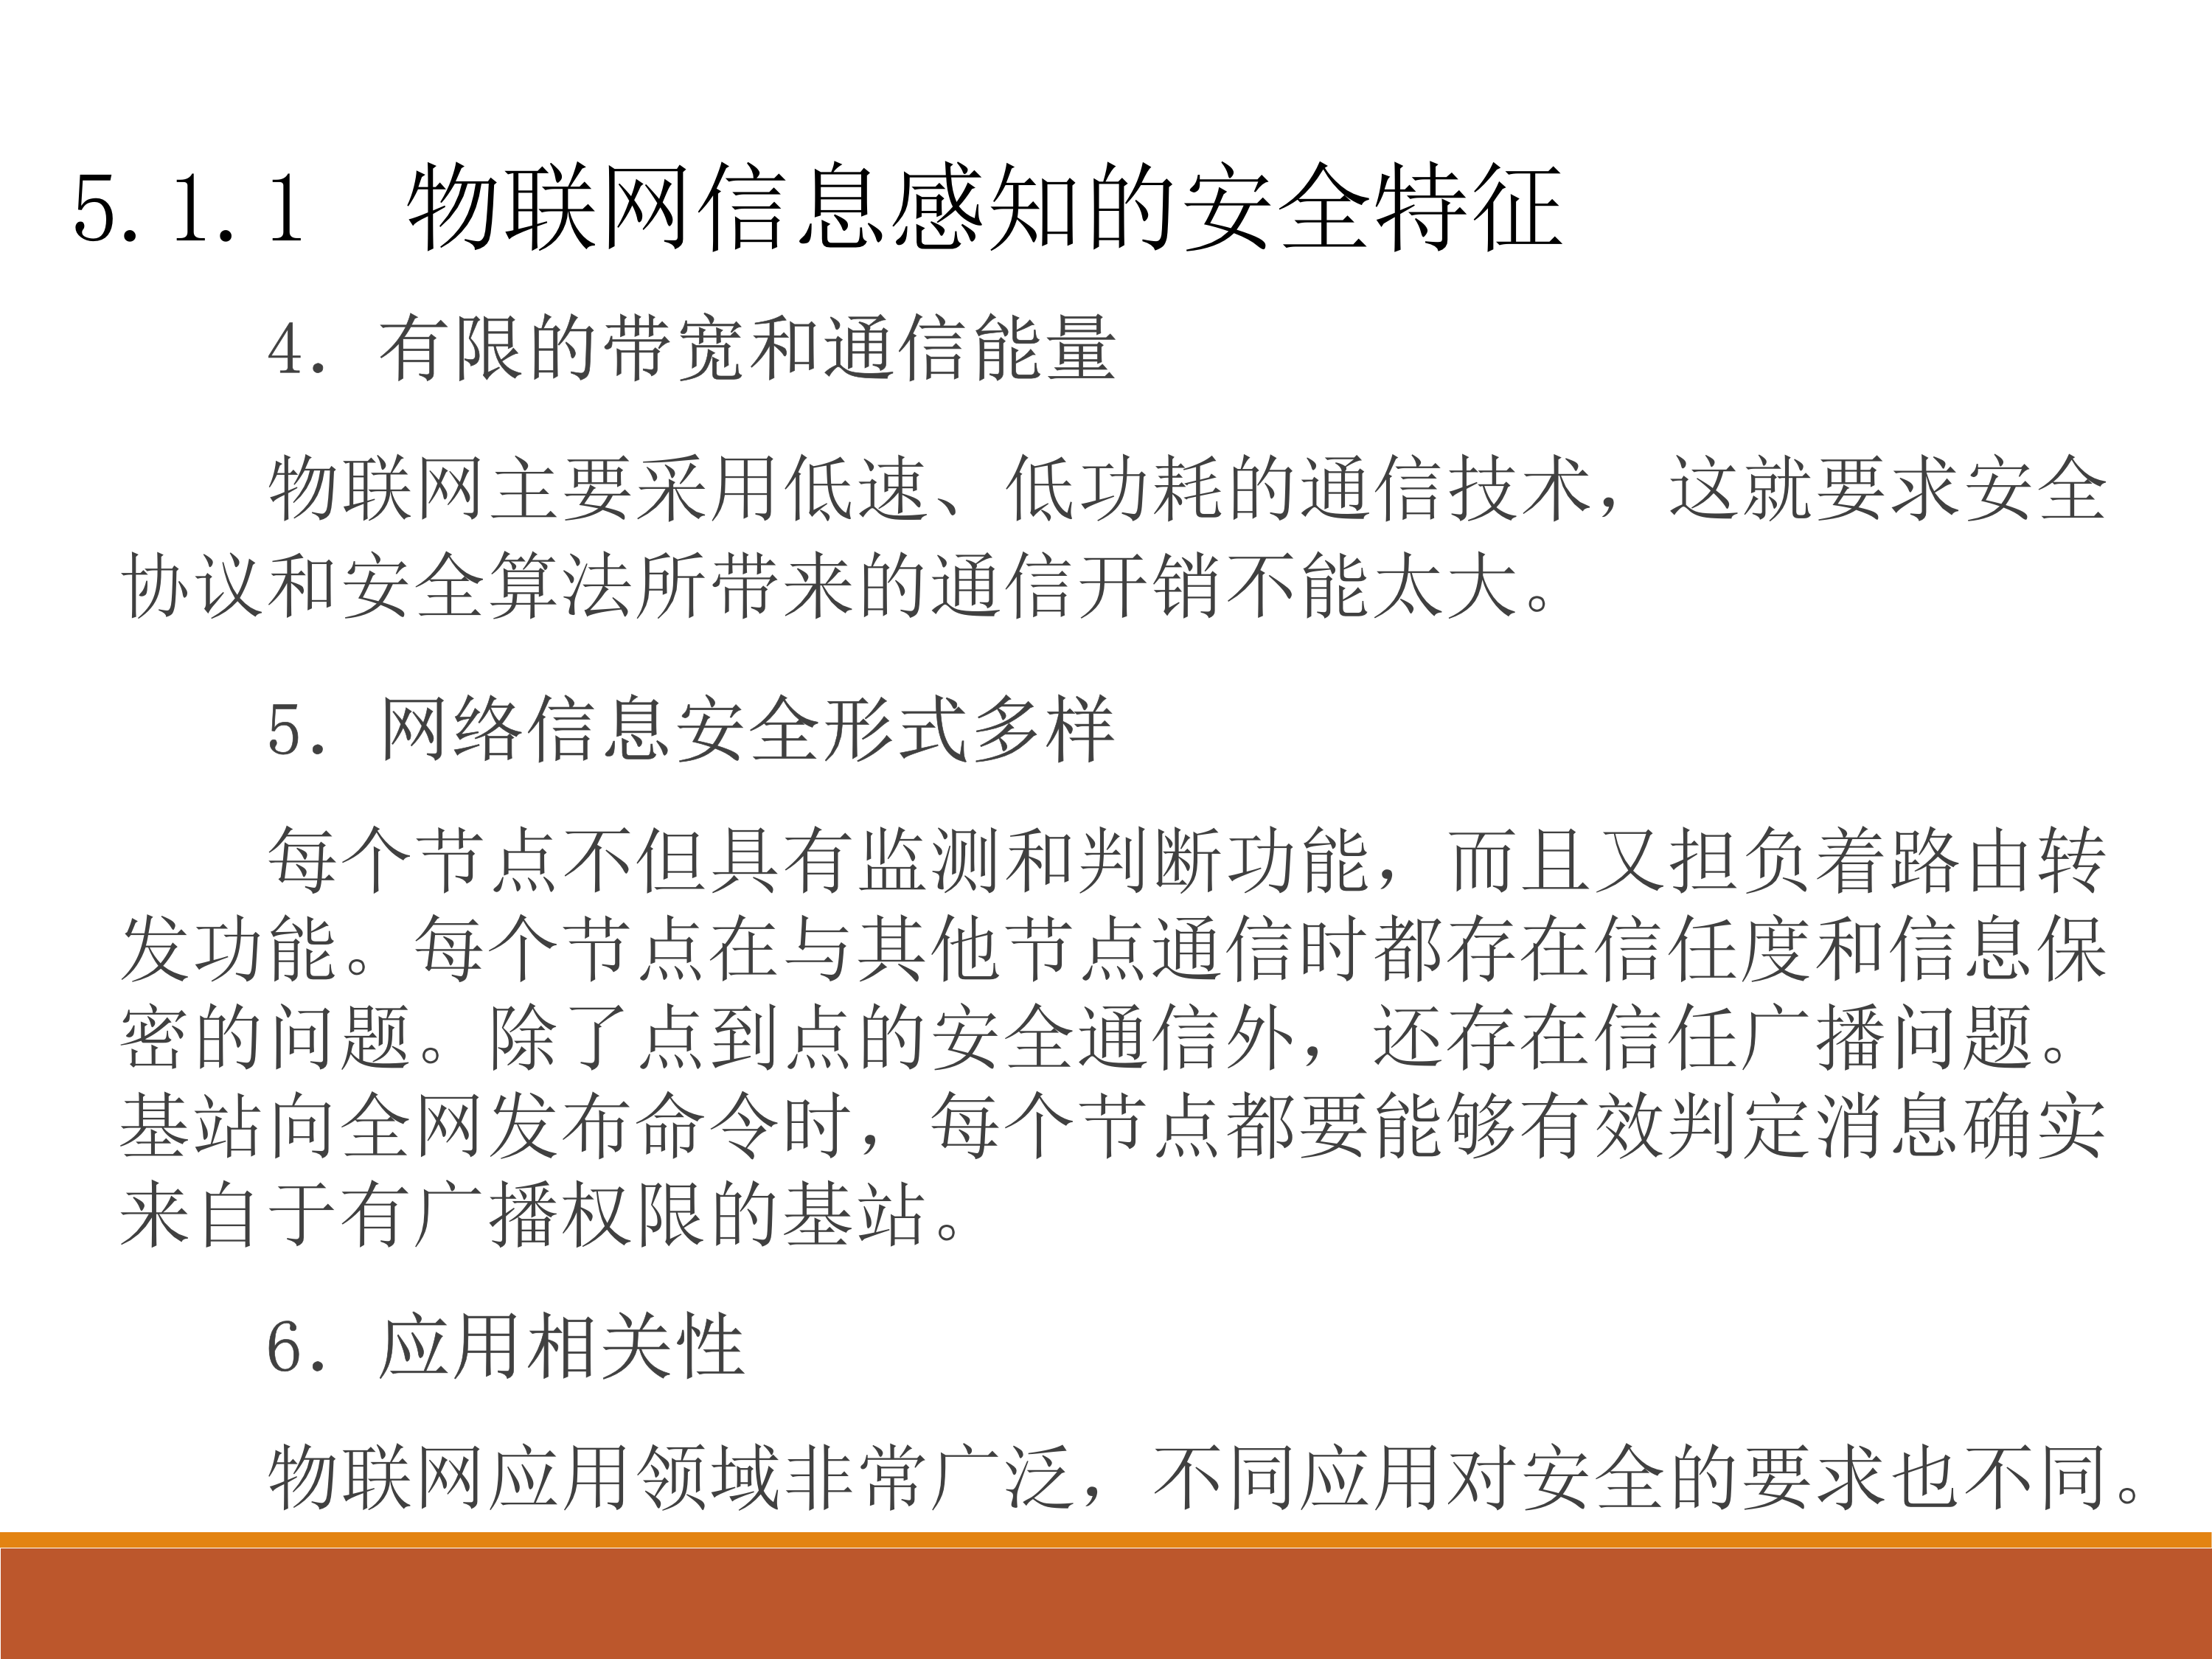 5.1.1 物联网信息感知的安全特征
4. 有限的带宽和通信能量
物联网主要采用低速、低功耗的通信技术，这就要求安全
协议和安全算法所带来的通信开销不能太大。
5. 网络信息安全形式多样
每个节点不但具有监测和判断功能，而且又担负着路由转
发功能。每个节点在与其他节点通信时都存在信任度和信息保
密的问题。除了点到点的安全通信外，还存在信任广播问题。
基站向全网发布命令时，每个节点都要能够有效判定消息确实
来自于有广播权限的基站。
6. 应用相关性
物联网应用领域非常广泛，不同应用对安全的要求也不同。